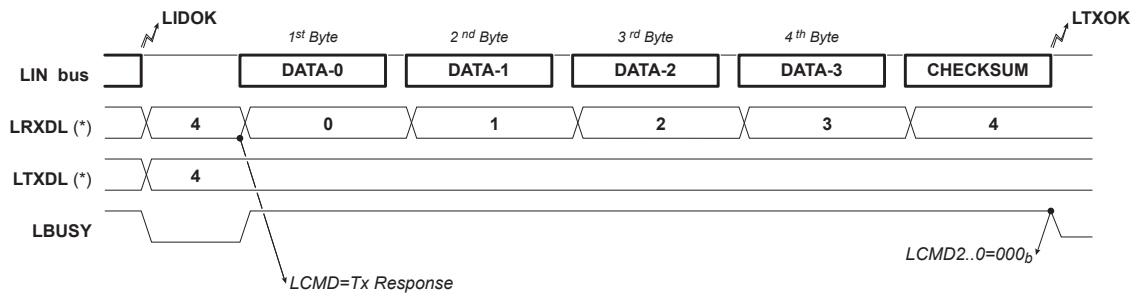 LIDOK LTXOK
1st Byte 2nd Byte 3rd Byte 4th Byte
LIN bus DATA-0 DATA-1 DATA-2 DATA-3 CHECKSUM
LRXDL (*) 4 0 1 2 3 4
LTXDL (*) 4
LBUSY
LCMD2..0=000b
LCMD=Tx Response